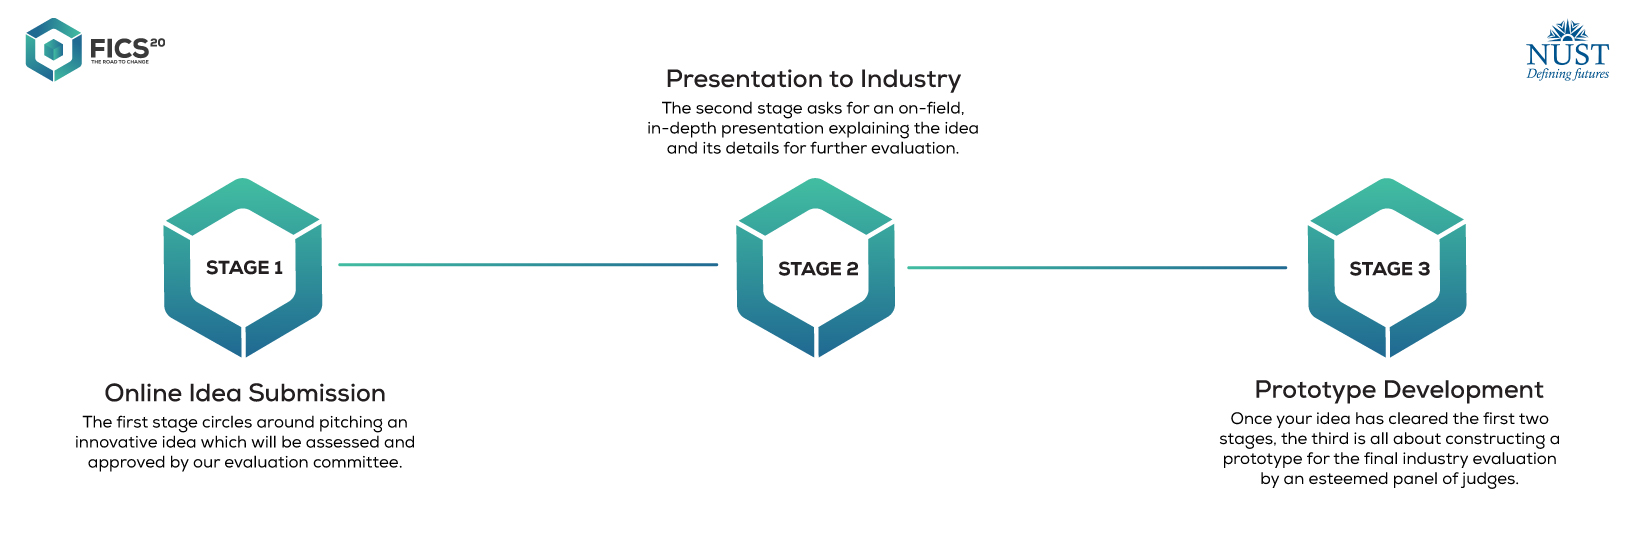 FICS20
THE ROAD TO CHANGE
NUST
Defining futures
Presentation to Industry
The second stage asks for an on-field,
in-depth presentation explaining the idea
and its details for further evaluation.
STAGE 1
STAGE 2
STAGE 3
Online Idea Submission
The first stage circles around pitching an
innovative idea which will be assessed and
approved by our evaluation committee.
Prototype Development
Once your idea has cleared the first two
stages, the third is all about constructing a
prototype for the final industry evaluation
by an esteemed panel of judges.